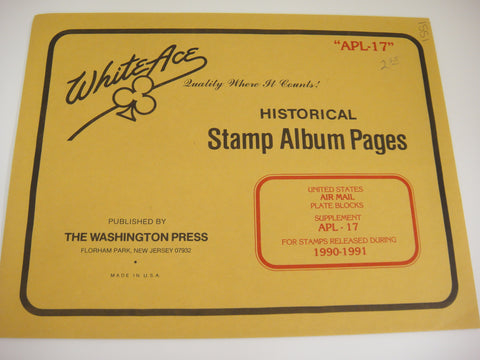 "APL-17"
1551
White Ace
Quality Where It Counts!
HISTORICAL
Stamp Album Pages
UNITED STATES
AIR MAIL
PLATE BLOCKS
SUPPLEMENT
APL - 17
FOR STAMPS RELEASED DURING
1990-1991
PUBLISHED BY
THE WASHINGTON PRESS
FLORHAM PARK, NEW JERSEY 07932
MADE IN U.S.A.